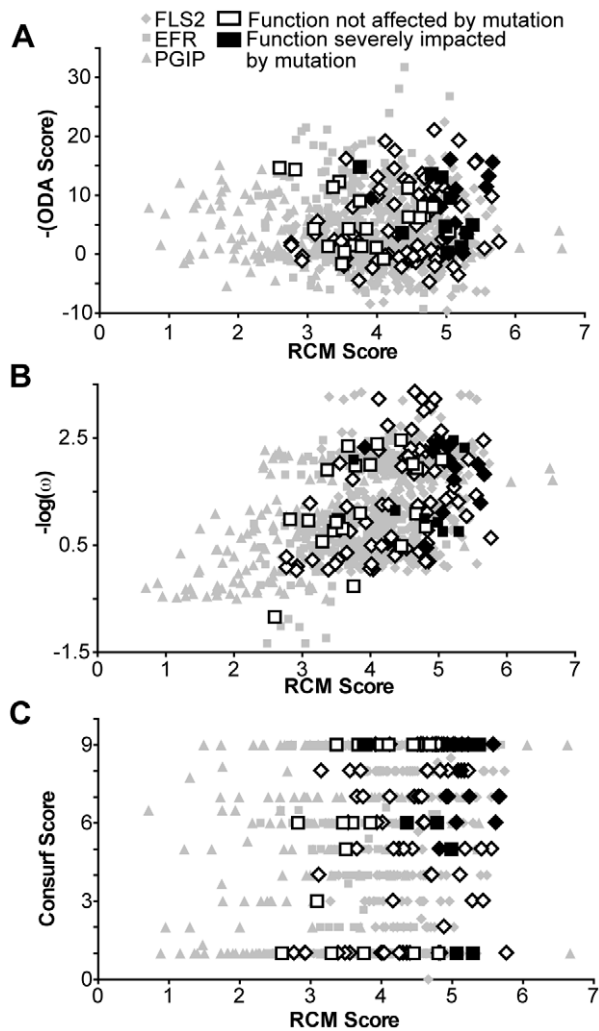 A
FLS2
EFR
PGIP
Function not affected by mutation
Function severely impacted
by mutation
-(ODA Score)
30
20
10
0
-10
0 1 2 3 4 5 6 7
RCM Score
B
-log(ω)
2.5
0.5
-1.5
0 1 2 3 4 5 6 7
RCM Score
C
Consurf Score
9
6
3
0
0 1 2 3 4 5 6 7
RCM Score